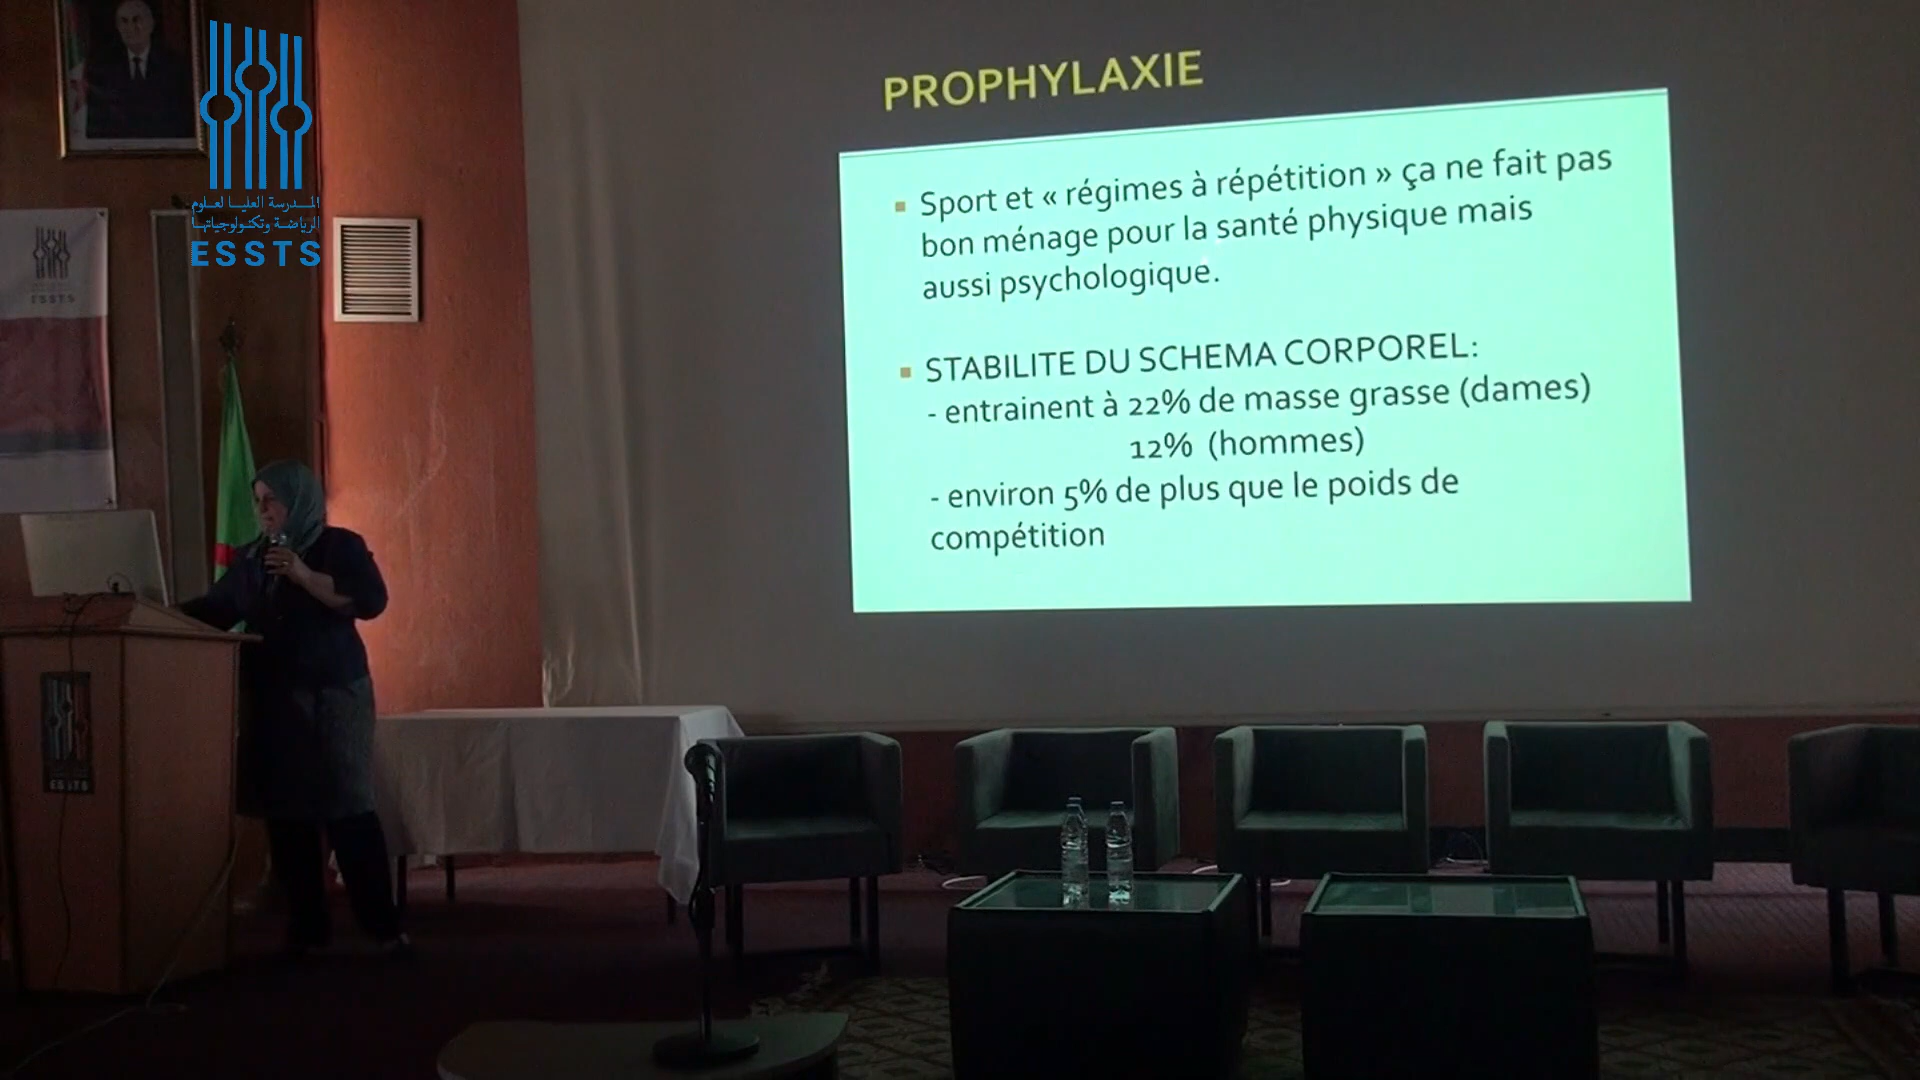 المدرسة العليا لعلوم
الرياضة وتكنولوجياتها
ESSTS
ESSTS
ESSTS
PROPHYLAXIE
▪ Sport et « régimes à répétition » ça ne fait pas
bon ménage pour la santé physique mais
aussi psychologique.
▪ STABILITE DU SCHEMA CORPOREL:
- entrainent à 22% de masse grasse (dames)
12% (hommes)
- environ 5% de plus que le poids de
compétition